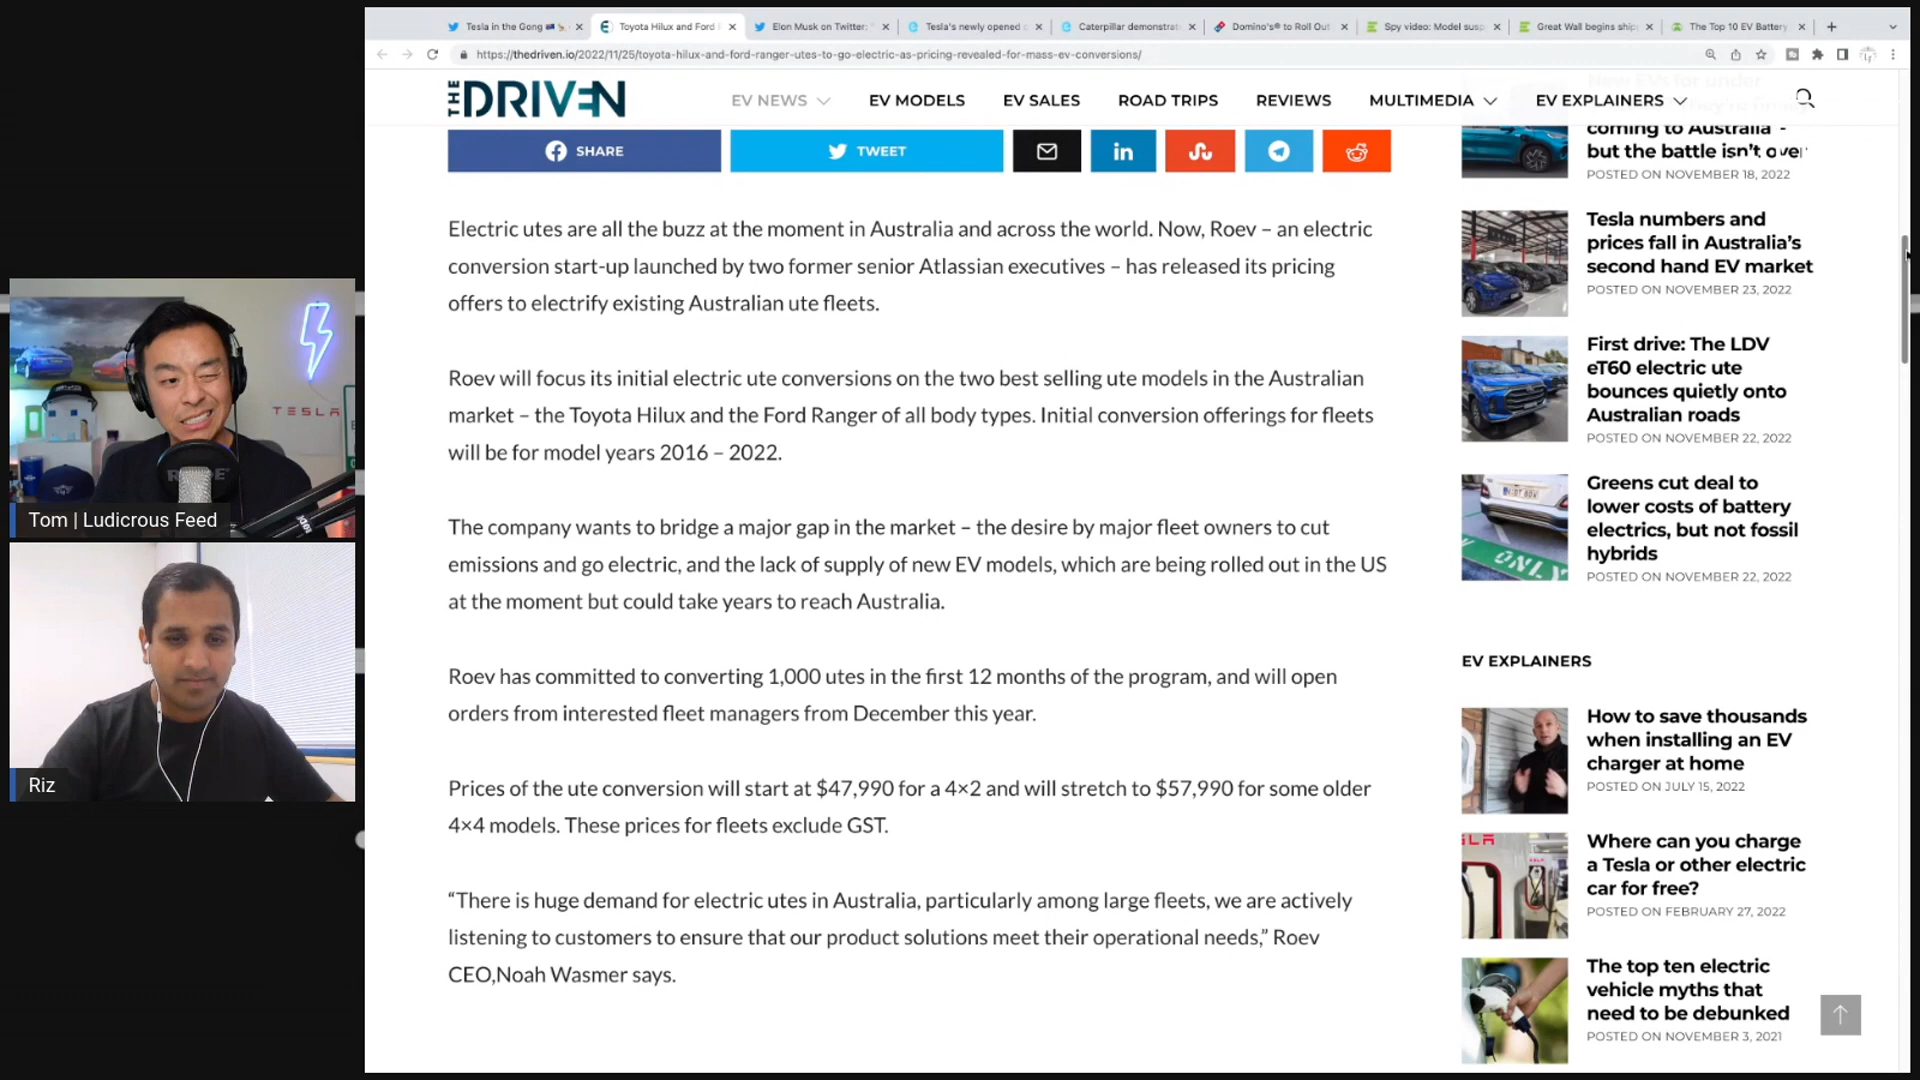 Tesla in the Gong
Toyota Hilux and Ford
Elon Musk on Twitter: "
Tesla's newly opened
Caterpillar demonstrat
Domino's® to Roll Out
Spy video: Model sus
Great Wall begins ship
The Top 10 EV Battery
https://thedriven.io/2022/11/25/toyota-hilux-and-ford-ranger-utes-to-go-electric-as-pricing-revealed-for-mass-ev-conversions/
THE DRIVEN
EV NEWS
EV MODELS
EV SALES
ROAD TRIPS
REVIEWS
MULTIMEDIA
EV EXPLAINERS
SHARE
TWEET
in
Electric utes are all the buzz at the moment in Australia and across the world. Now, Roev – an electric
conversion start-up launched by two former senior Atlassian executives – has released its pricing
offers to electrify existing Australian ute fleets.
Roev will focus its initial electric ute conversions on the two best selling ute models in the Australian
market – the Toyota Hilux and the Ford Ranger of all body types. Initial conversion offerings for fleets
will be for model years 2016 – 2022.
The company wants to bridge a major gap in the market – the desire by major fleet owners to cut
emissions and go electric, and the lack of supply of new EV models, which are being rolled out in the US
at the moment but could take years to reach Australia.
Roev has committed to converting 1,000 utes in the first 12 months of the program, and will open
orders from interested fleet managers from December this year.
Prices of the ute conversion will start at $47,990 for a 4×2 and will stretch to $57,990 for some older
4×4 models. These prices for fleets exclude GST.
“There is huge demand for electric utes in Australia, particularly among large fleets, we are actively
listening to customers to ensure that our product solutions meet their operational needs,” Roev
CEO,Noah Wasmer says.
New EVs for under
coming to Australia -
but the battle isn’t over
POSTED ON NOVEMBER 18, 2022
Tesla numbers and
prices fall in Australia’s
second hand EV market
POSTED ON NOVEMBER 23, 2022
First drive: The LDV
eT60 electric ute
bounces quietly onto
Australian roads
POSTED ON NOVEMBER 22, 2022
Greens cut deal to
lower costs of battery
electrics, but not fossil
hybrids
POSTED ON NOVEMBER 22, 2022
ONLY
EV EXPLAINERS
How to save thousands
when installing an EV
charger at home
POSTED ON JULY 15, 2022
Where can you charge
a Tesla or other electric
car for free?
POSTED ON FEBRUARY 27, 2022
The top ten electric
vehicle myths that
need to be debunked
POSTED ON NOVEMBER 3, 2021
TESLA
RODE
Tom | Ludicrous Feed
Riz